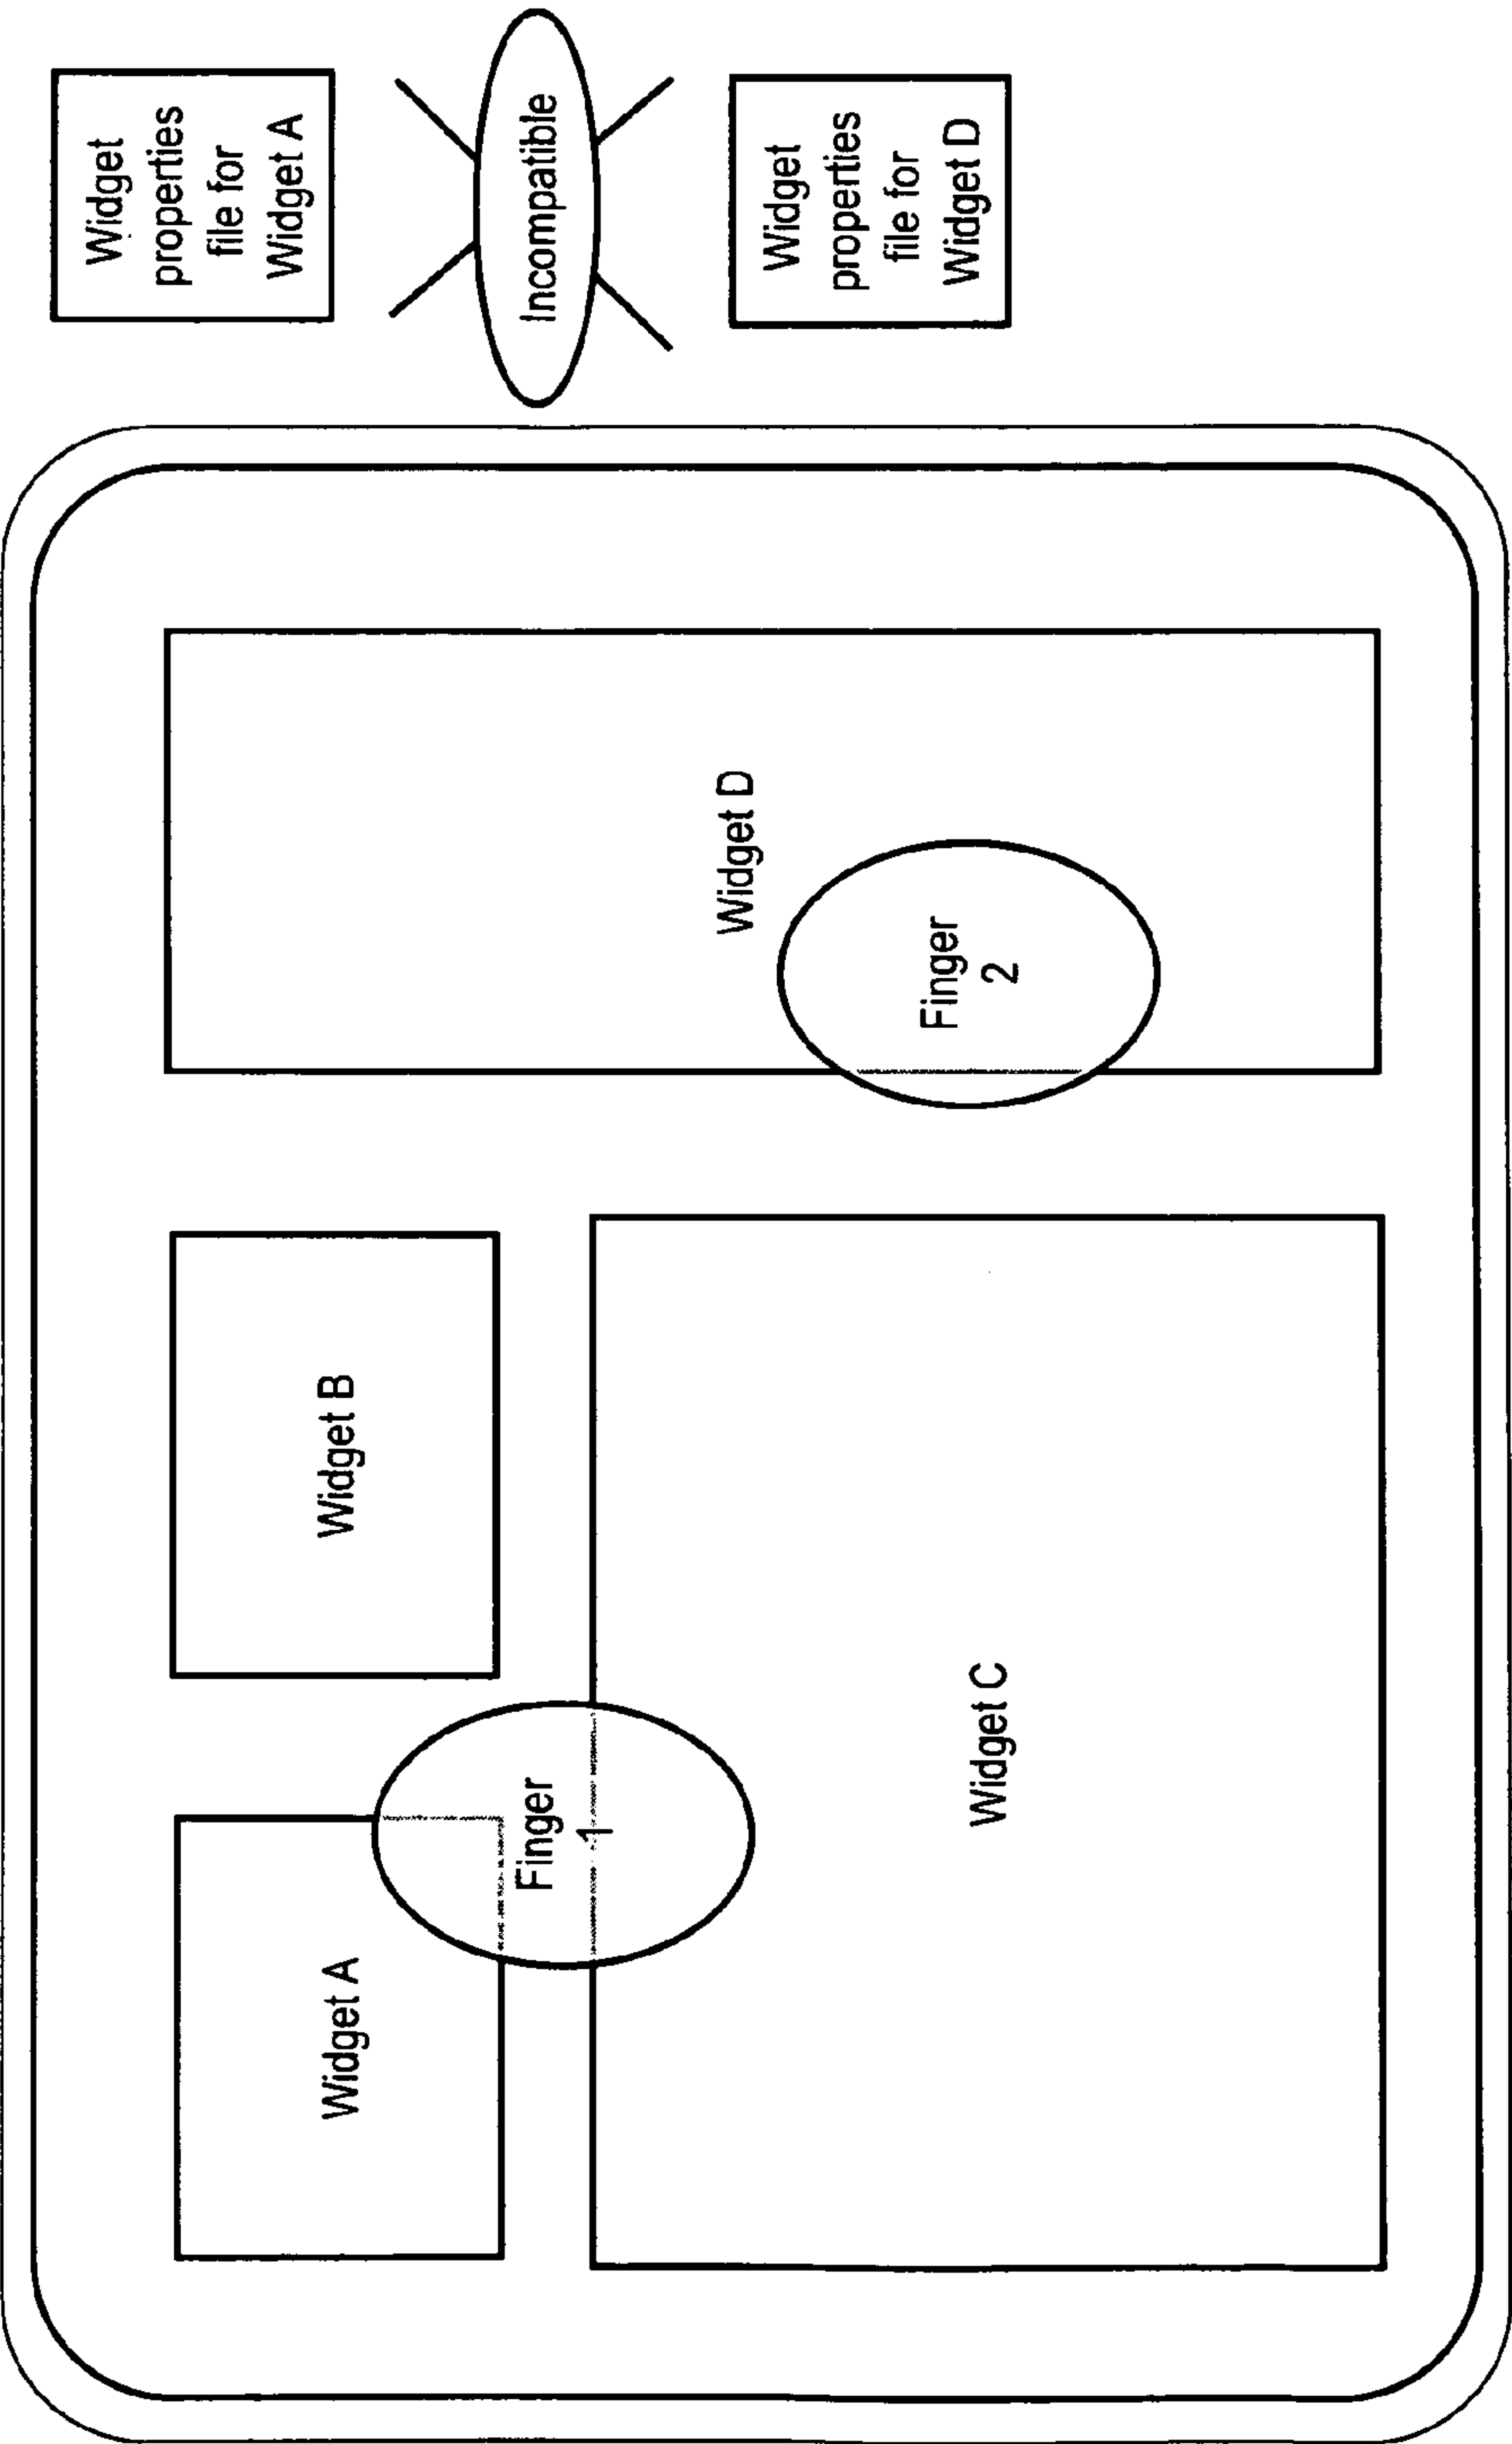 Widget A
Widget B
Finger
1
Widget C
Widget D
Finger
2
Widget
properties
file for
Widget A
Incompatible
Widget
properties
file for
Widget D